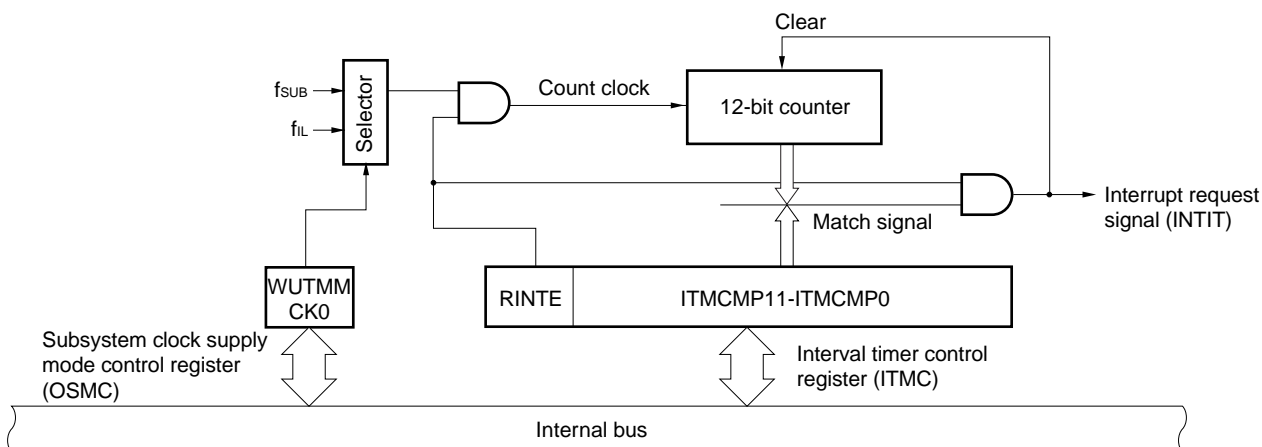 Clear
fSUB
fIL
Selector
Count clock
12-bit counter
Match signal
Interrupt request
signal (INTIT)
WUTMM
CK0
RINTE
ITMCMP11-ITMCMP0
Subsystem clock supply
mode control register
(OSMC)
Interval timer control
register (ITMC)
Internal bus